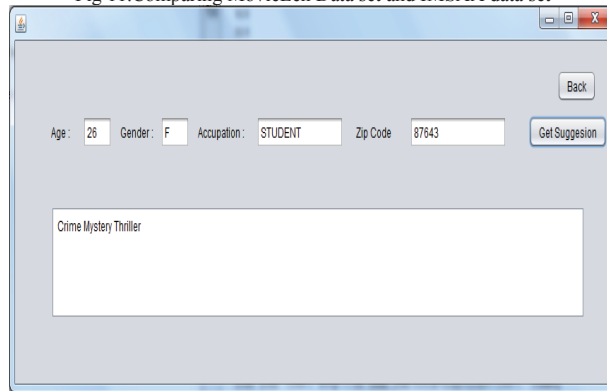 Back
Age : 26 Gender : F Accupation : STUDENT Zip Code 87643 Get Suggesion
Crime Mystery Thriller